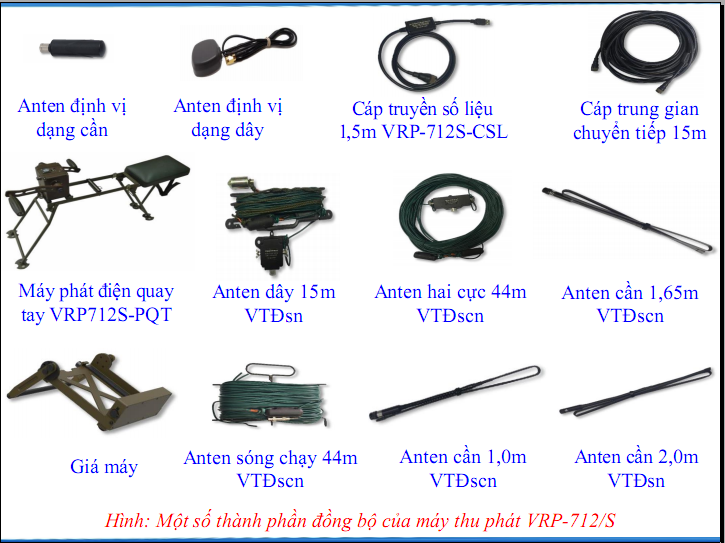 Anten định vị
dạng cần
Anten định vị
dạng dây
Cáp truyền số liệu
1,5m VRP-712S-CSL
Cáp trung gian
chuyển tiếp 15m
Máy phát điện quay
tay VRP712S-PQT
Anten dây 15m
VTĐsn
Anten hai cực 44m
VTĐscn
Anten cần 1,65m
VTĐscn
Giá máy
Anten sóng chạy 44m
VTĐscn
Anten cần 1,0m
VTĐscn
Anten cần 2,0m
VTĐsn
Hình: Một số thành phần đồng bộ của máy thu phát VRP-712/S